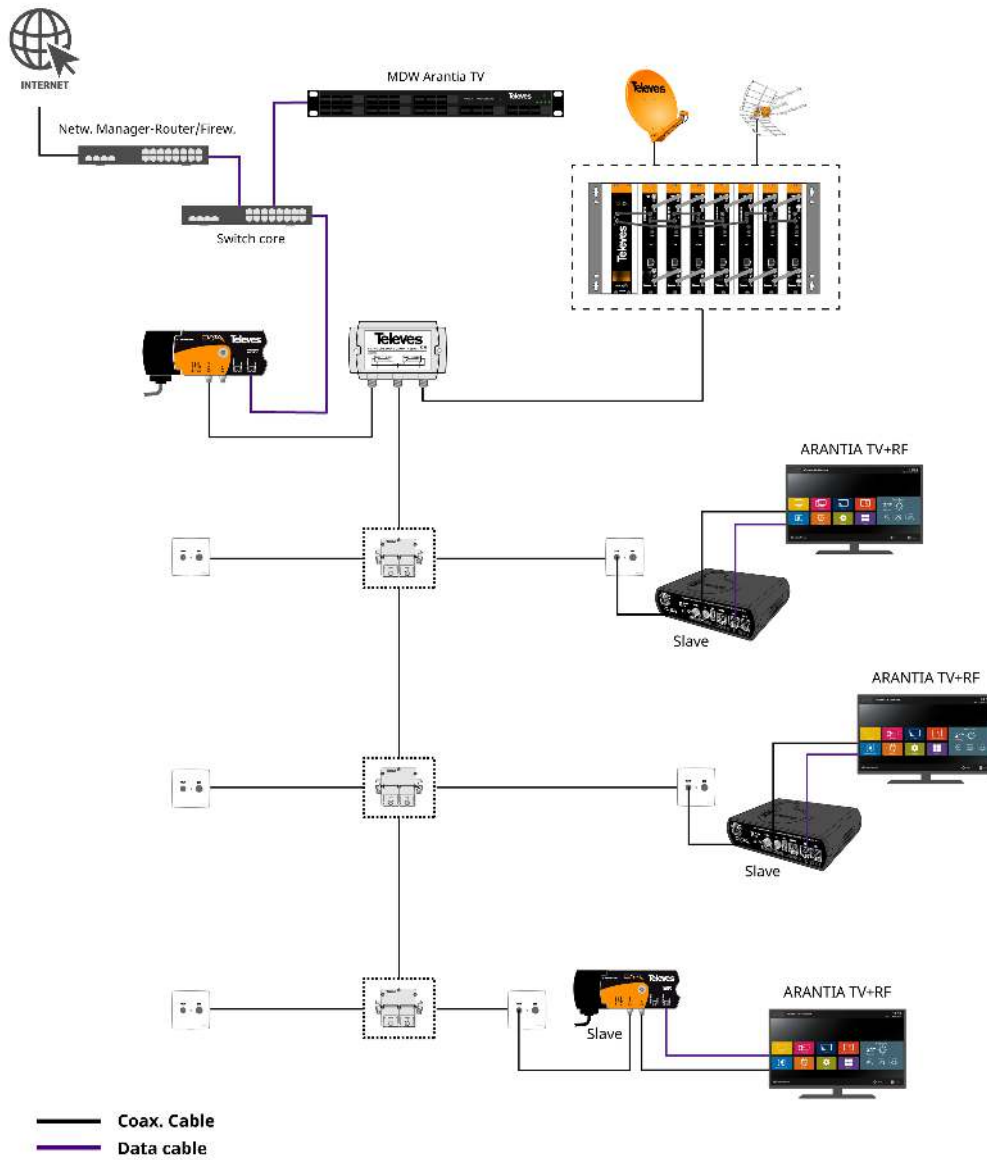 INTERNET
MDW Arantia TV
Televes
Televes
Netw. Manager-Router/Firew.
Switch core
Televes
Televes
Televes
ARANTIA TV+RF
Slave
ARANTIA TV+RF
Slave
Televes
ARANTIA TV+RF
Slave
Coax. Cable
Data cable